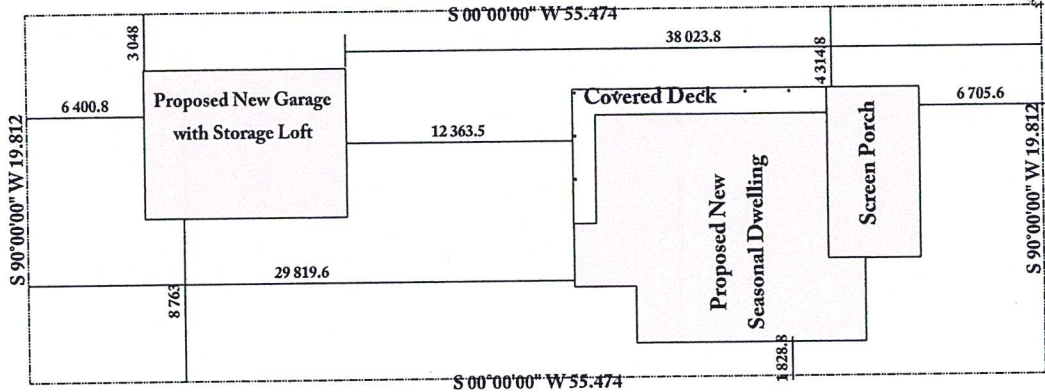 S 00°00'00" W 55.474
38 023.8
3 048
4 314.8
6 400.8
Proposed New Garage
with Storage Loft
Covered Deck
6 705.6
12 363.5
S 90°00'00" W 19.812
Screen Porch
S 90°00'00" W 19.812
Proposed New
Seasonal Dwelling
29 819.6
8 763
1 828.8
S 00°00'00" W 55.474